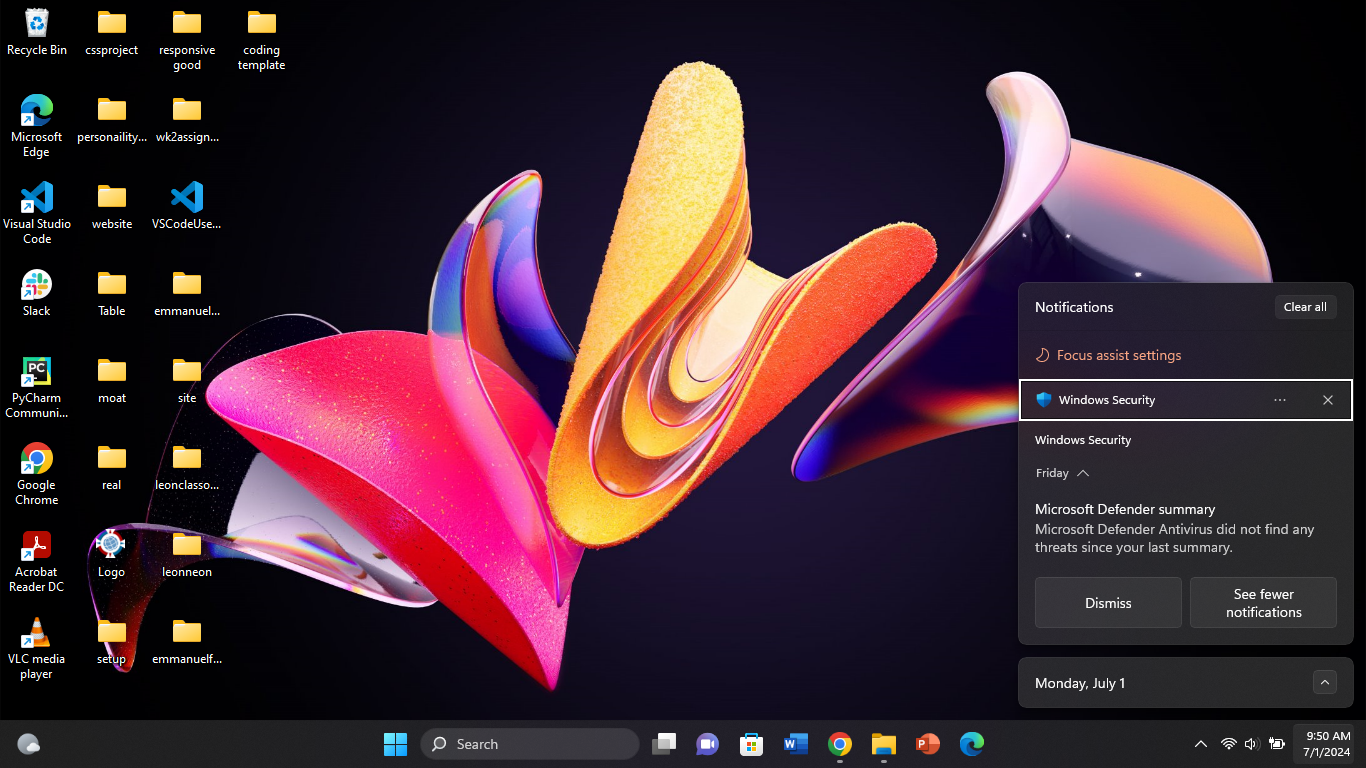 Recycle Bin
cssproject
responsive
good
coding
template
Microsoft
Edge
personaility...
wk2assign...
Visual Studio
Code
website
VSCodeUse...
Slack
Table
emmanuel...
PC
PyCharm
Communi...
moat
site
Google
Chrome
real
leonclasso...
Acrobat
Reader DC
Logo
leonneon
VLC media
player
setup
emmanuelf...
Notifications
Clear all
Focus assist settings
Windows Security
Windows Security
Friday
Microsoft Defender summary
Microsoft Defender Antivirus did not find any
threats since your last summary.
Dismiss
See fewer
notifications
Monday, July 1
Search
W
P
9:50 AM
7/1/2024